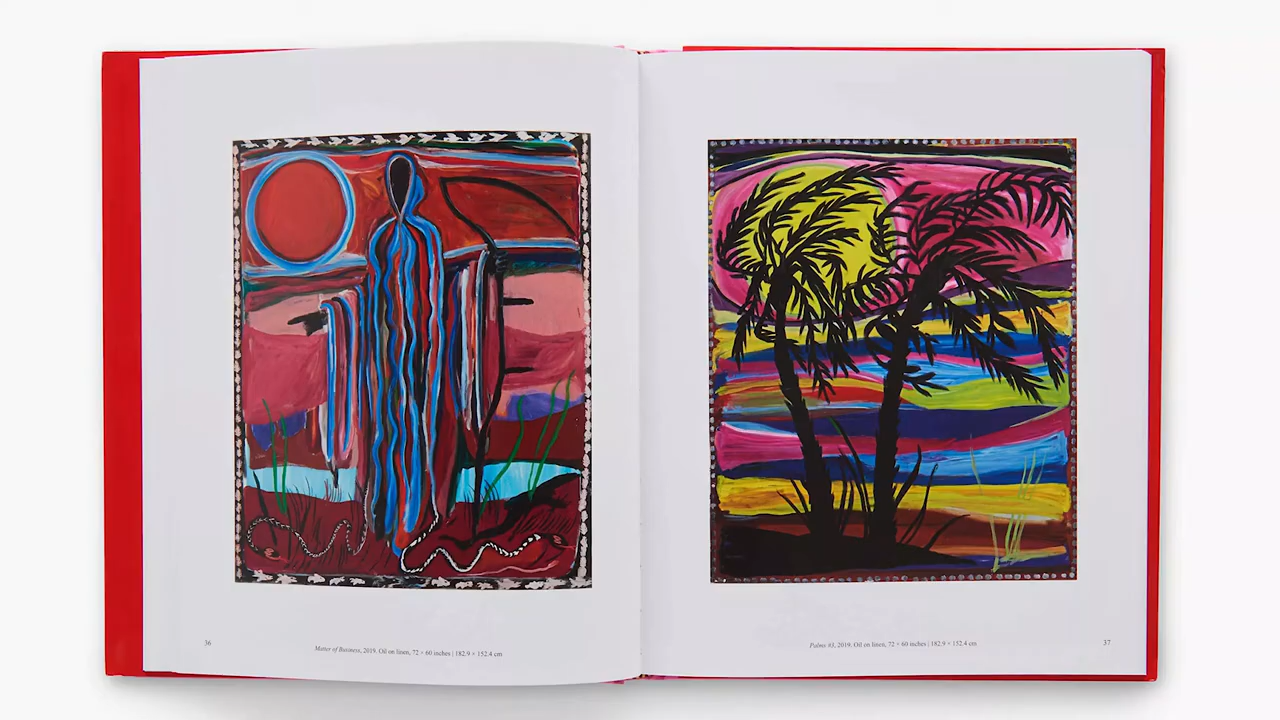 36
Matter of Business, 2019. Oil on linen, 72 × 60 inches | 182.9 × 152.4 cm
Palms #3, 2019. Oil on linen, 72 × 60 inches | 182.9 × 152.4 cm
37